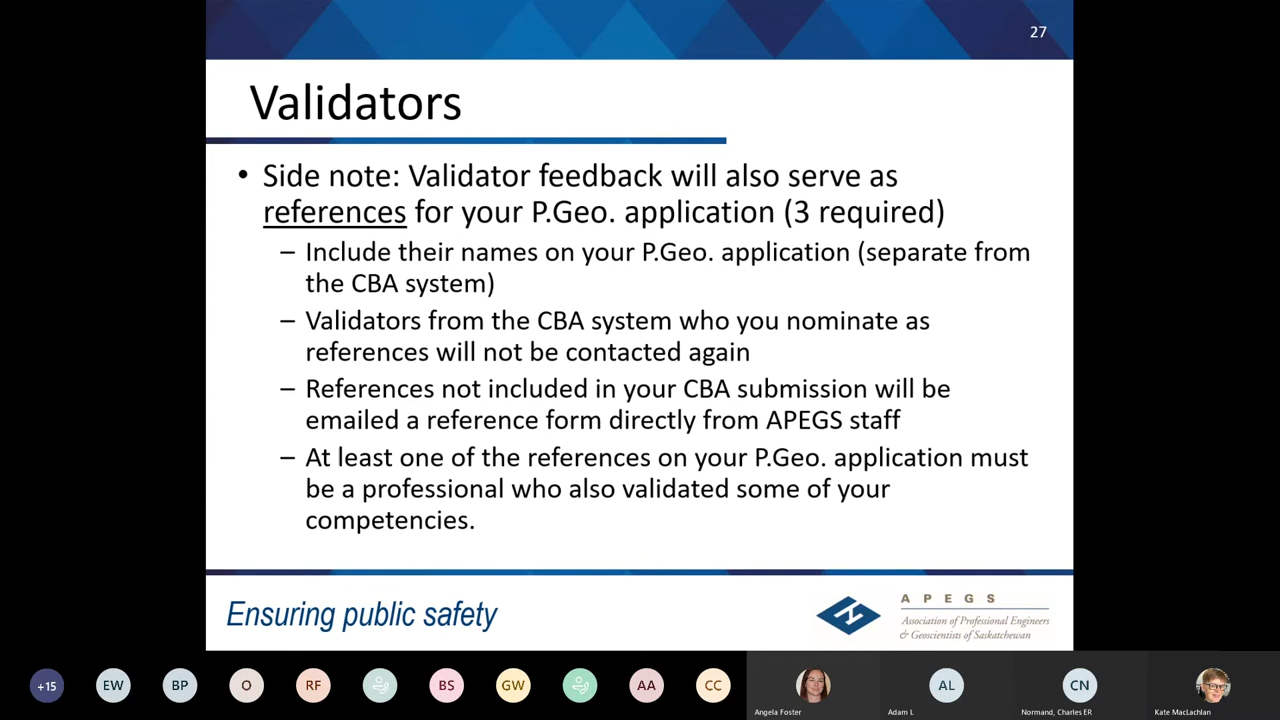 27
Validators
• Side note: Validator feedback will also serve as
references for your P.Geo. application (3 required)
– Include their names on your P.Geo. application (separate from
the CBA system)
– Validators from the CBA system who you nominate as
references will not be contacted again
– References not included in your CBA submission will be
emailed a reference form directly from APEGS staff
– At least one of the references on your P.Geo. application must
be a professional who also validated some of your
competencies.
Ensuring public safety
APEGS
Association of Professional Engineers
& Geoscientists of Saskatchewan
+15 EW BP O RF BS GW AA CC AL CN
Angela Foster Adam L Normand, Charles ER Kate MacLachlan